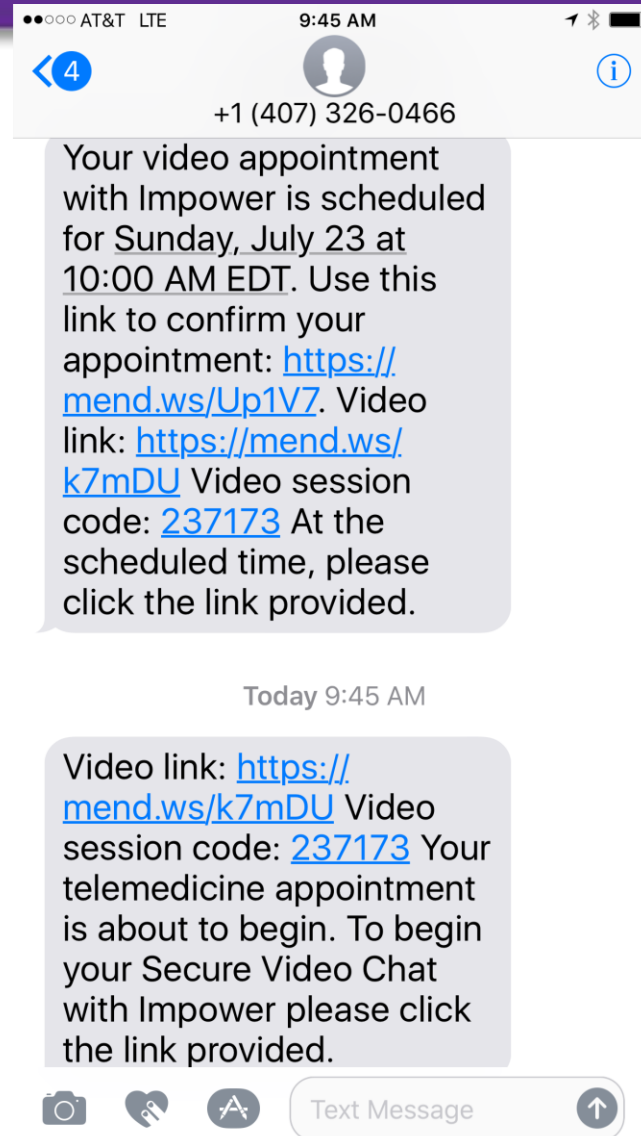 AT&T LTE 9:45 AM
4
+1 (407) 326-0466
Your video appointment
with Impower is scheduled
for Sunday, July 23 at
10:00 AM EDT. Use this
link to confirm your
appointment: https://
mend.ws/Up1V7. Video
link: https://mend.ws/
k7mDU Video session
code: 237173 At the
scheduled time, please
click the link provided.
Today 9:45 AM
Video link: https://
mend.ws/k7mDU Video
session code: 237173 Your
telemedicine appointment
is about to begin. To begin
your Secure Video Chat
with Impower please click
the link provided.
Text Message